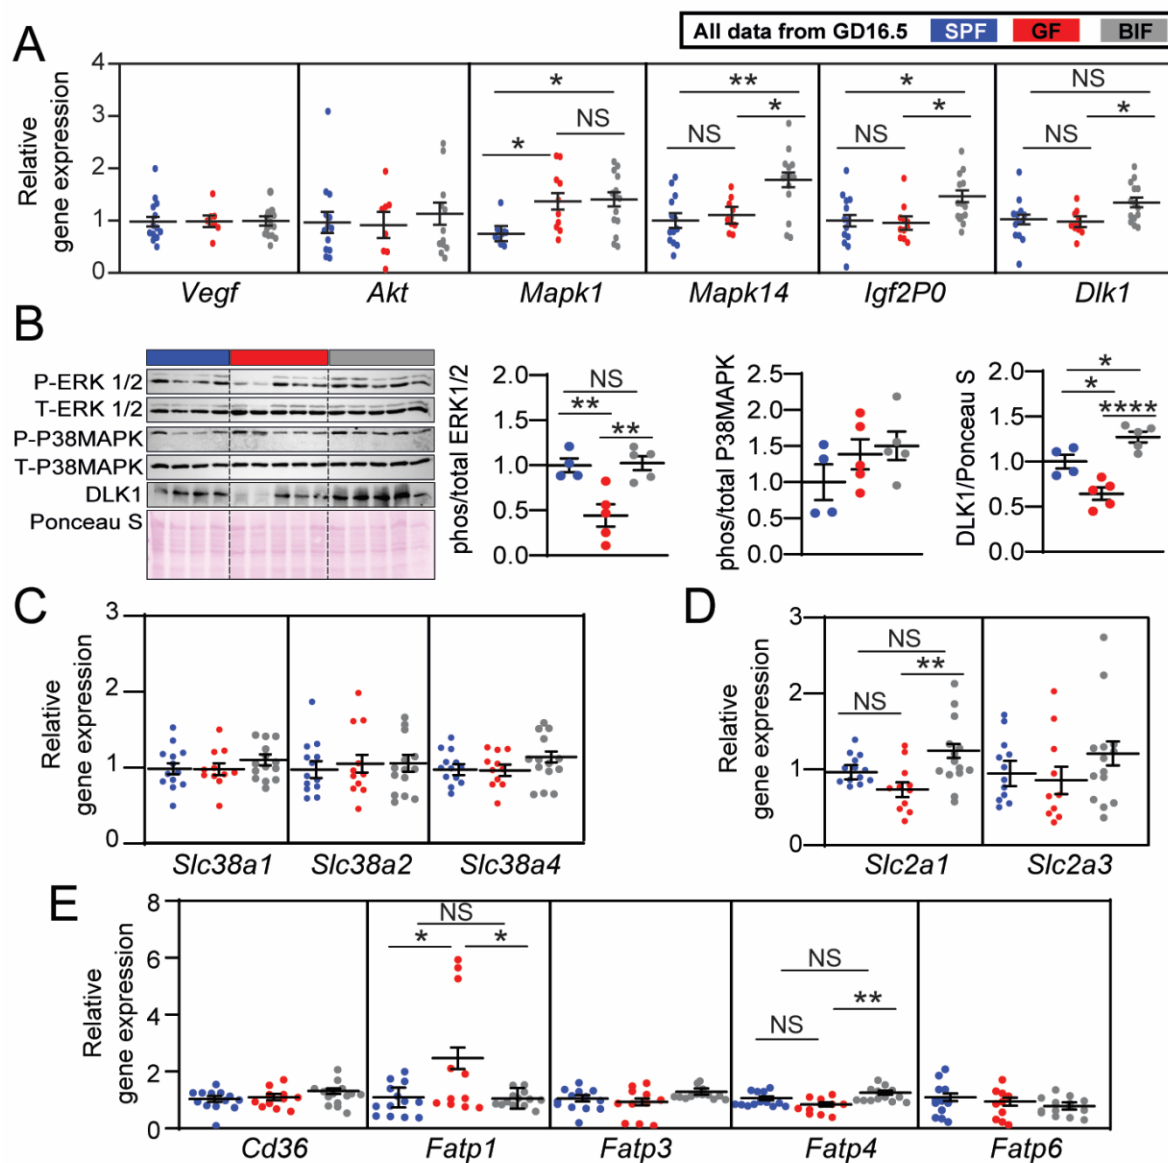 All data from GD16.5 SPF GF BIF
A
Relative
gene expression
4
3
2
1
0
* * NS
NS ** *
NS * *
NS NS *
Vegf Akt Mapk1 Mapk14 Igf2P0 Dlk1
B
P-ERK 1/2
T-ERK 1/2
P-P38MAPK
T-P38MAPK
DLK1
Ponceau S
phos/total ERK1/2
2.0
1.5
1.0
0.5
0.0
NS
**
**
phos/total P38MAPK
2.5
2.0
1.5
1.0
0.5
0.0
DLK1/Ponceau S
2.0
1.5
1.0
0.5
0.0
*
*
****
C
Relative
gene expression
3
2
1
0
Slc38a1 Slc38a2 Slc38a4
D
Relative
gene expression
3
2
1
0
NS
**
NS
Slc2a1 Slc2a3
E
Relative
gene expression
8
6
4
2
0
NS
* *
NS
**
NS
Cd36 Fatp1 Fatp3 Fatp4 Fatp6